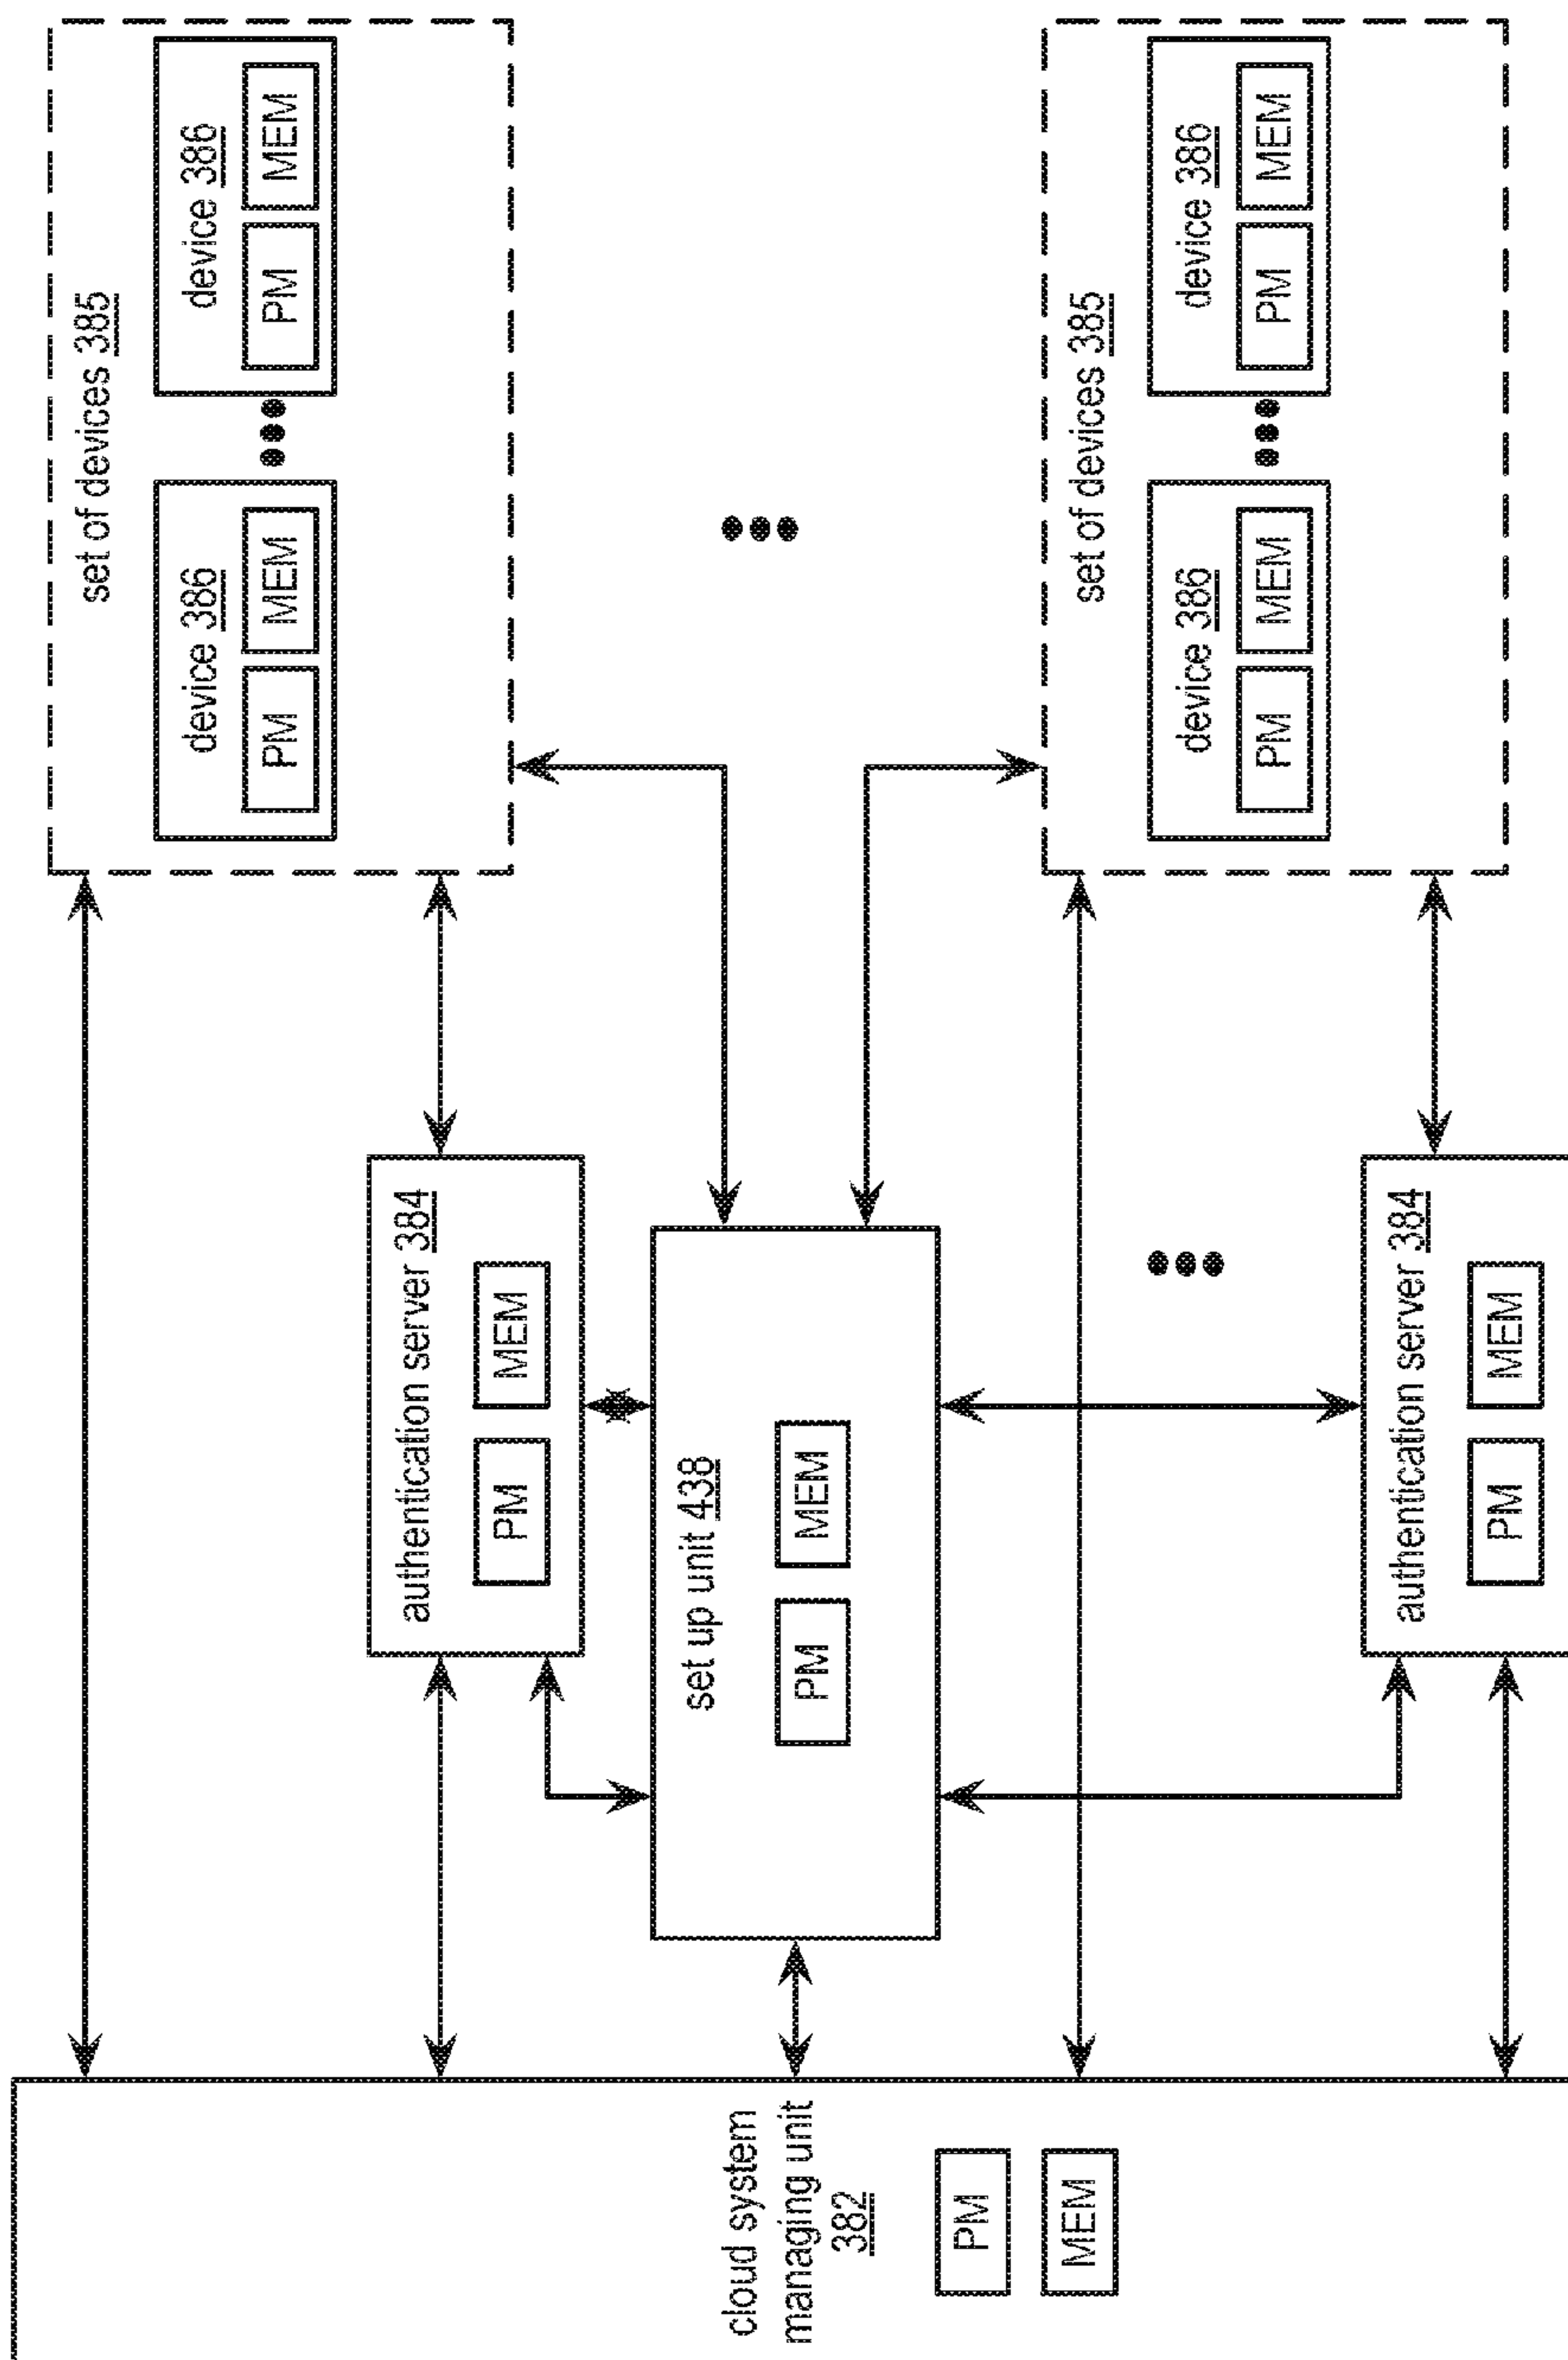 cloud system
managing unit
382
PM
MEM
authentication server 384
PM MEM
set up unit 438
PM MEM
authentication server 384
PM MEM
set of devices 385
device 386
PM MEM
device 386
PM MEM
set of devices 385
device 386
PM MEM
device 386
PM MEM